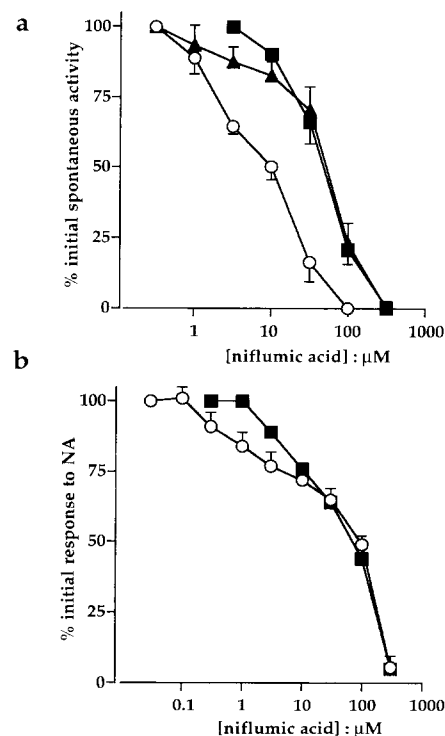 a
100
75
50
25
0
% initial spontaneous activity
1 10 100 1000
[niflumic acid] : µM
b
100
75
50
25
0
% initial response to NA
0.1 1 10 100 1000
[niflumic acid] : µM